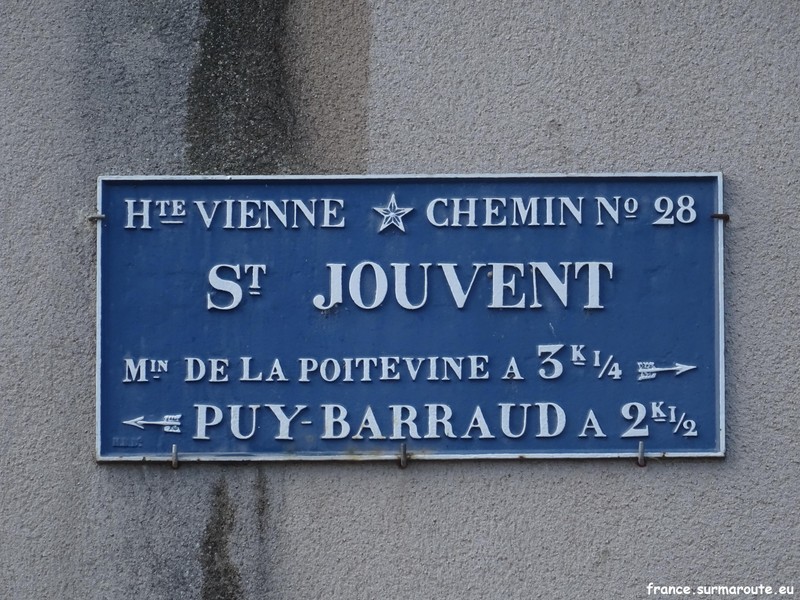 HTE VIENNE ☆ CHEMIN No 28
ST JOUVENT
MIN DE LA POITEVINE A 3K 1/4
PUY-BARRAUD A 2K 1/2
france.surmaroute.eu